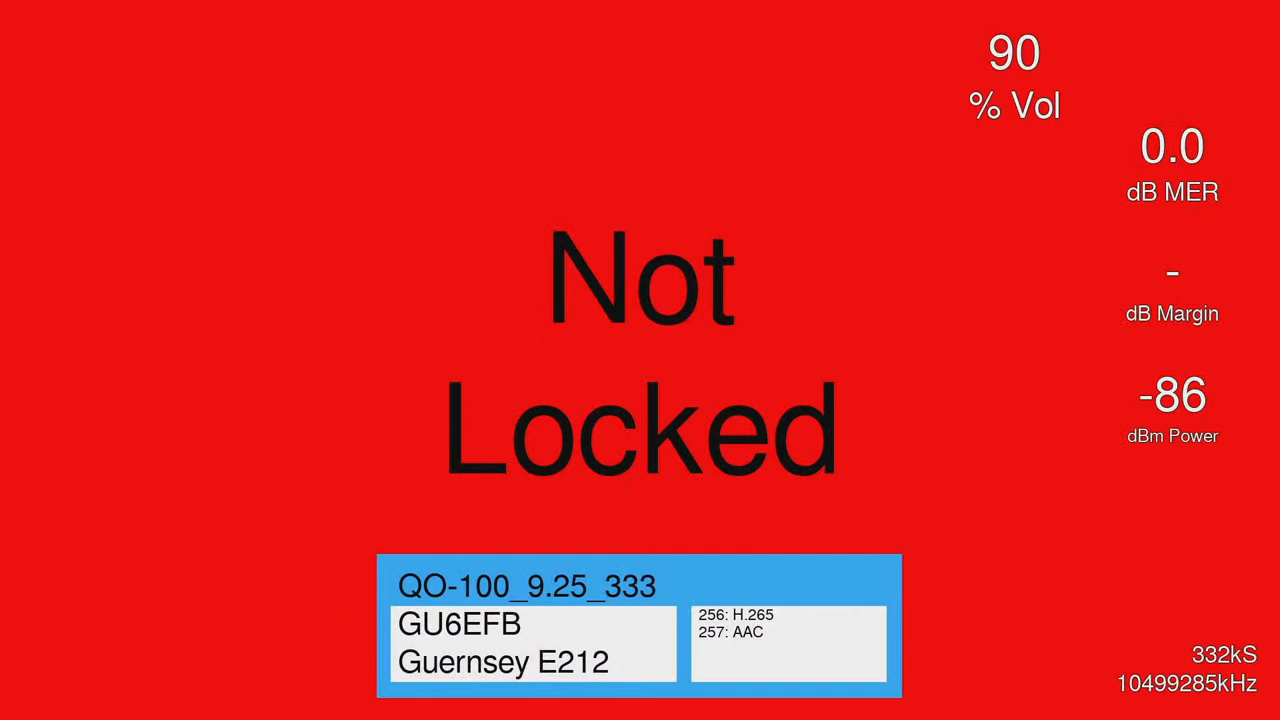 90
% Vol
0.0
dB MER
-
dB Margin
-86
dBm Power
Not
Locked
QO-100_9.25_333
GU6EFB
Guernsey E212
256: H.265
257: AAC
332kS
10499285kHz